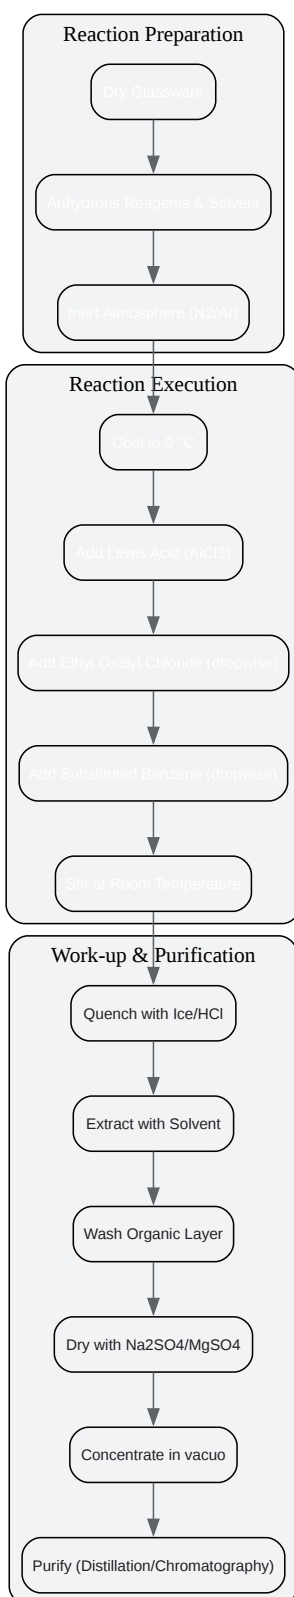 Reaction Preparation
Dry Glassware
Anhydrous Reagents & Solvent
Inert Atmosphere (N2/Ar)
Reaction Execution
Cool to 0 °C
Add Lewis Acid (AlCl3)
Add Ethyl Oxalyl Chloride (dropwise)
Add Substituted Benzene (dropwise)
Stir at Room Temperature
Work-up & Purification
Quench with Ice/HCl
Extract with Solvent
Wash Organic Layer
Dry with Na2SO4/MgSO4
Concentrate in vacuo
Purify (Distillation/Chromatography)